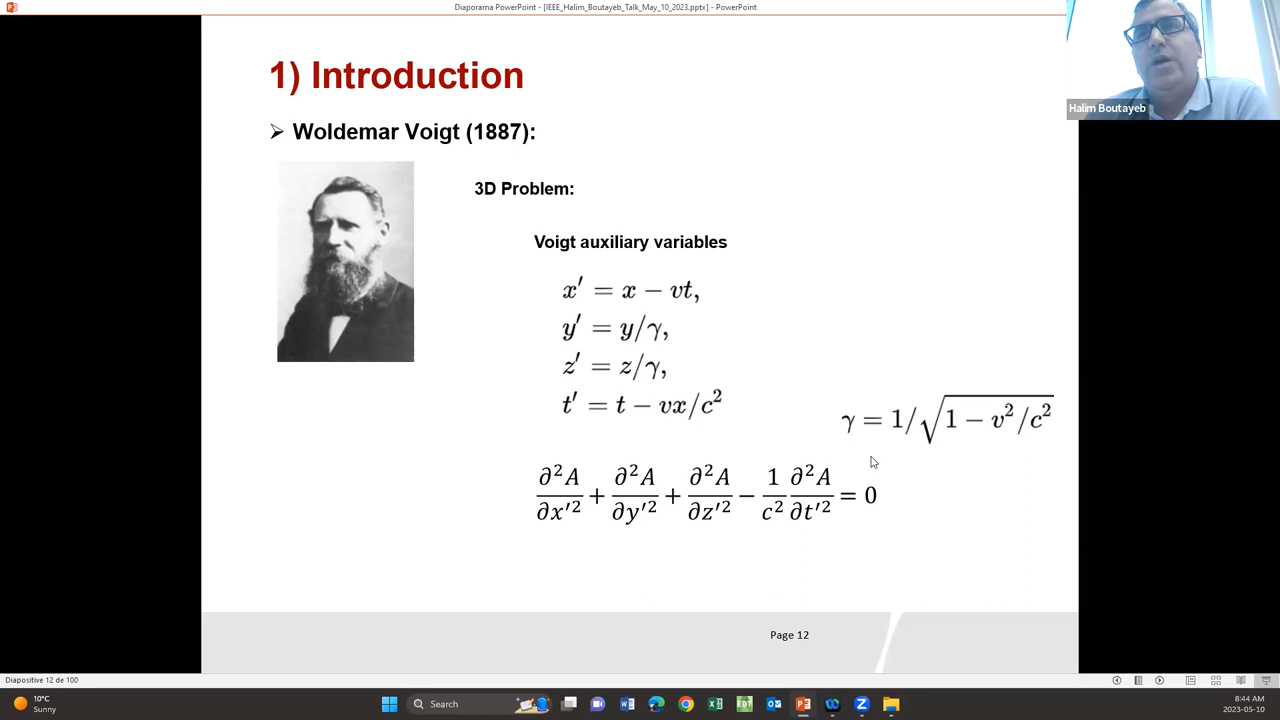 Diaporama PowerPoint - [IEEE_Halim_Boutayeb_Talk_May_10_2023.pptx] - PowerPoint
Halim Boutayeb
1) Introduction
➢ Woldemar Voigt (1887):
3D Problem:
Voigt auxiliary variables
x′ = x − vt,
y′ = y/γ,
z′ = z/γ,
t′ = t − vx/c²
γ = 1/√(1 − v²/c²)
∂²A/∂x′² + ∂²A/∂y′² + ∂²A/∂z′² − 1/c² ∂²A/∂t′² = 0
Page 12
Diapositive 12 de 100
10°C
Sunny
Search
EDT
8:44 AM
2023-05-10